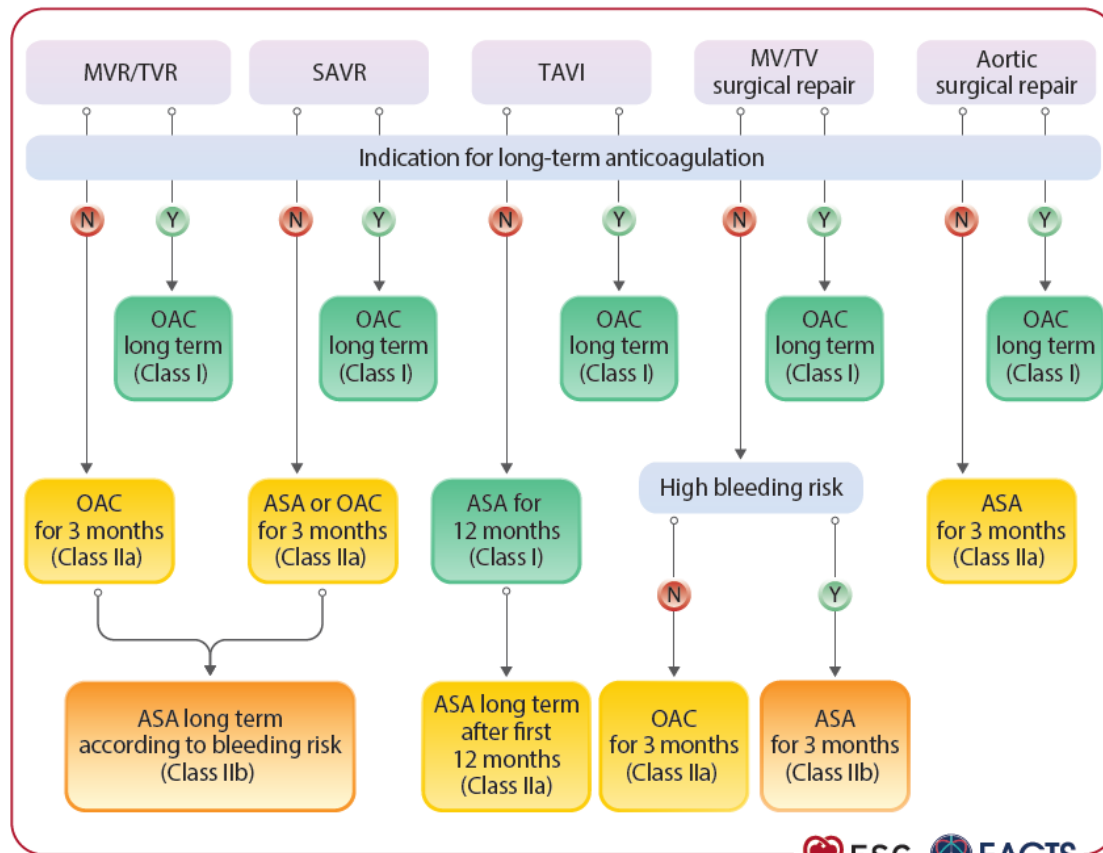 MVR/TVR
SAVR
TAVI
MV/TV
surgical repair
Aortic
surgical repair
Indication for long-term anticoagulation
N
Y
N
Y
N
Y
N
Y
N
Y
OAC
long term
(Class I)
OAC
long term
(Class I)
OAC
long term
(Class I)
OAC
long term
(Class I)
OAC
long term
(Class I)
OAC
for 3 months
(Class IIa)
ASA or OAC
for 3 months
(Class IIa)
ASA for
12 months
(Class I)
High bleeding risk
ASA
for 3 months
(Class IIa)
N
Y
ASA long term
according to bleeding risk
(Class IIb)
ASA long term
after first
12 months
(Class IIa)
OAC
for 3 months
(Class IIa)
ASA
for 3 months
(Class IIb)
ESC
EACTS